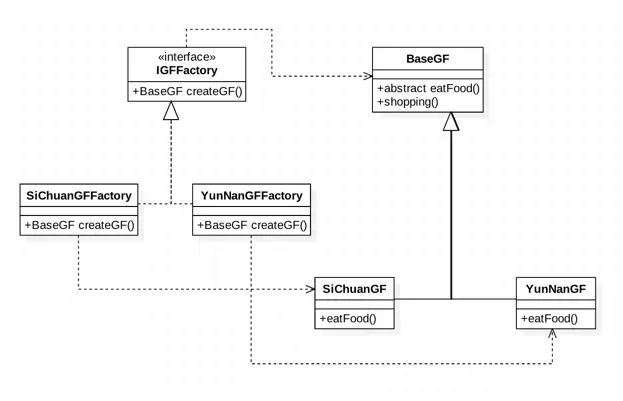 «interface»
IGFFactory
+BaseGF createGF()
BaseGF
+abstract eatFood()
+shopping()
SiChuanGFFactory
+BaseGF createGF()
YunNanGFFactory
+BaseGF createGF()
SiChuanGF
+eatFood()
YunNanGF
+eatFood()